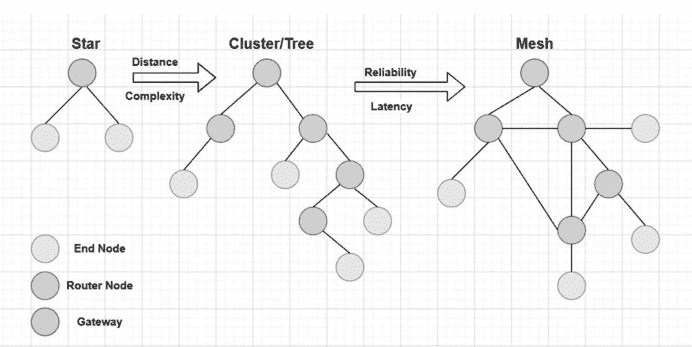 Star
Cluster/Tree
Mesh
Distance
Complexity
Reliability
Latency
End Node
Router Node
Gateway